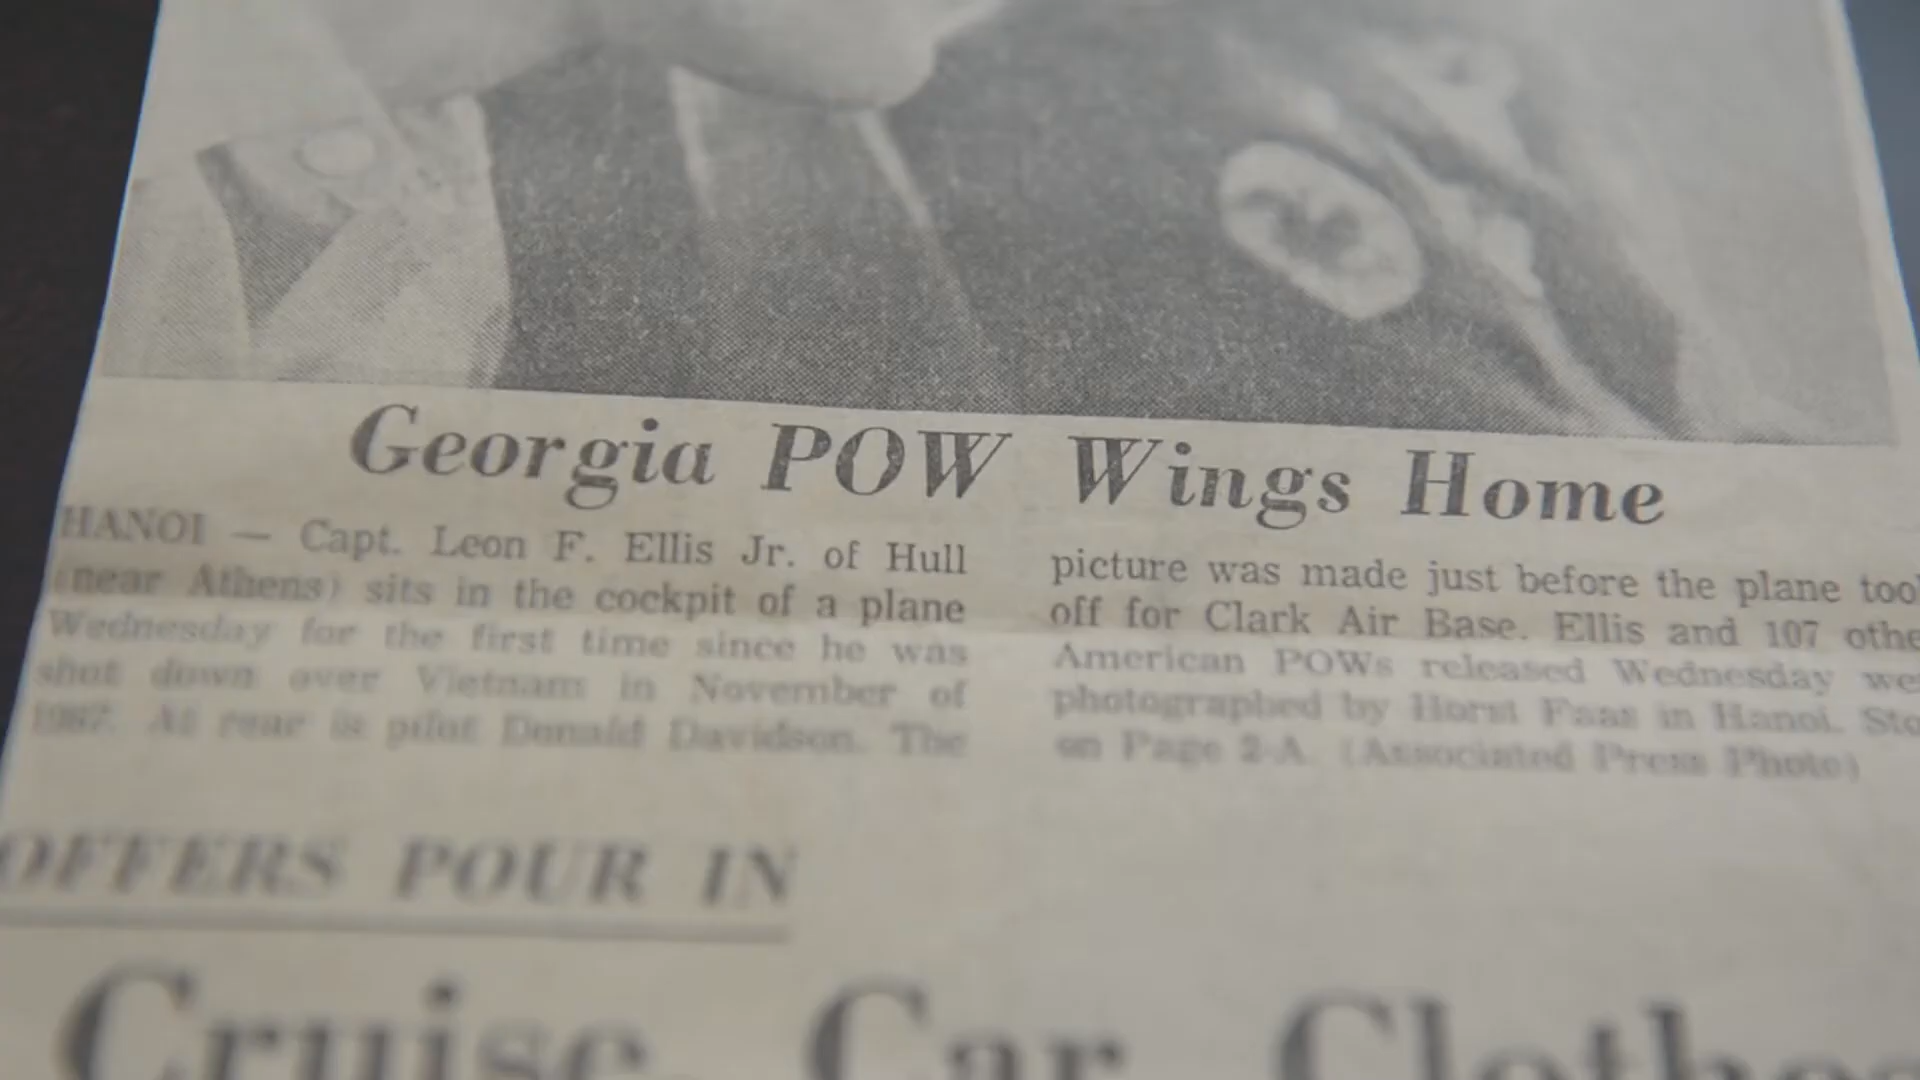 Georgia POW Wings Home
HANOI — Capt. Leon F. Ellis Jr. of Hull
(near Athens) sits in the cockpit of a plane
Wednesday for the first time since he was
shot down over Vietnam in November of
1967. At rear is pilot Donald Davidson. The
picture was made just before the plane too
off for Clark Air Base. Ellis and 107 othe
American POWs released Wednesday we
photographed by Horst Faas in Hanoi. Sto
on Page 2-A. (Associated Press Photo)
OFFERS POUR IN
Cruise, Car, Clothes